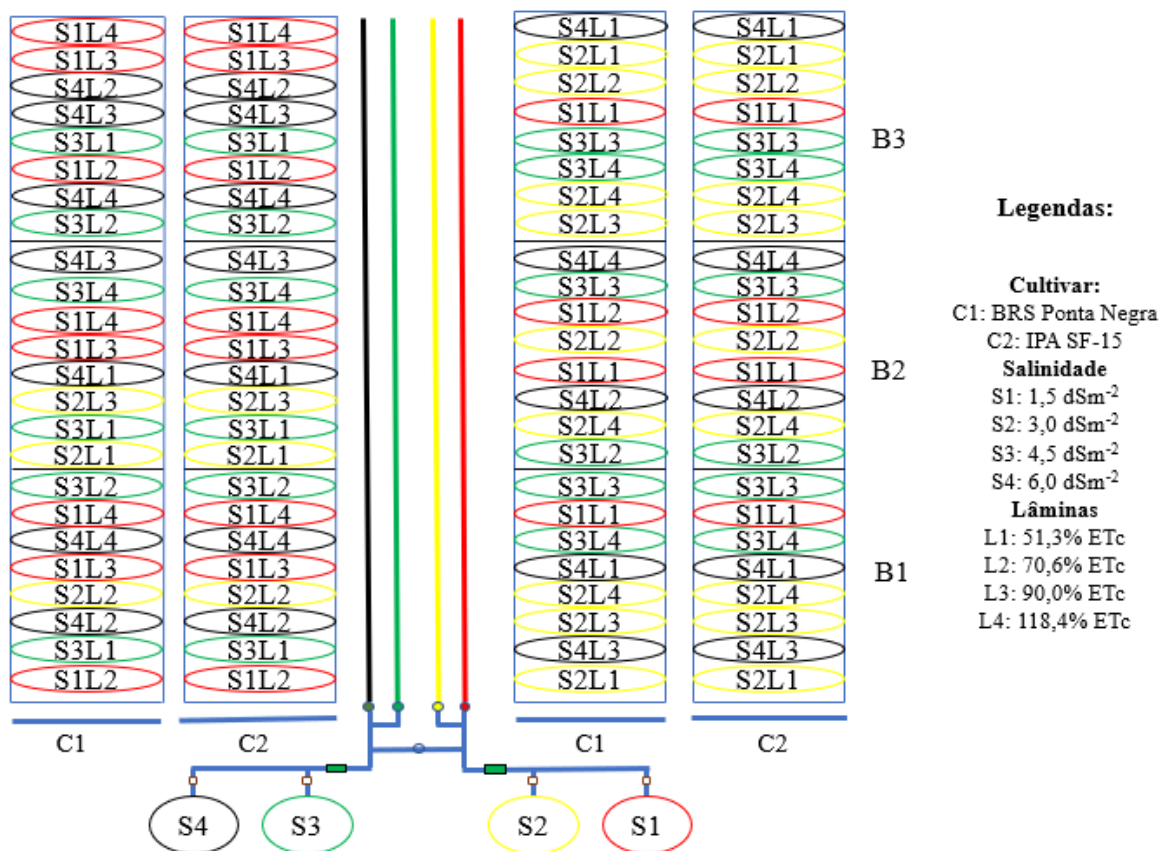 S1L4 S1L4 S4L1 S4L1
S1L3 S1L3 S2L1 S2L1
S4L2 S4L2 S2L2 S2L2
S4L3 S4L3 S1L1 S1L1
S3L1 S3L1 S3L3 S3L3 B3
S1L2 S1L2 S3L4 S3L4
S4L4 S4L4 S2L4 S2L4
S3L2 S3L2 S2L3 S2L3
S4L3 S4L3 S4L4 S4L4
S3L4 S3L4 S3L3 S3L3
S1L4 S1L4 S1L2 S1L2
S1L3 S1L3 S2L2 S2L2
S4L1 S4L1 S1L1 S1L1 B2
S2L3 S2L3 S4L2 S4L2
S3L1 S3L1 S2L4 S2L4
S2L1 S2L1 S3L2 S3L2
S3L2 S3L2 S3L3 S3L3
S1L4 S1L4 S1L1 S1L1
S4L4 S4L4 S3L4 S3L4
S1L3 S1L3 S4L1 S4L1 B1
S2L2 S2L2 S2L4 S2L4
S4L2 S4L2 S2L3 S2L3
S3L1 S3L1 S4L3 S4L3
S1L2 S1L2 S2L1 S2L1
C1 C2 C1 C2
S4 S3 S2 S1
Legendas:
Cultivar:
C1: BRS Ponta Negra
C2: IPA SF-15
Salinidade
S1: 1,5 dSm⁻²
S2: 3,0 dSm⁻²
S3: 4,5 dSm⁻²
S4: 6,0 dSm⁻²
Lâminas
L1: 51,3% ETc
L2: 70,6% ETc
L3: 90,0% ETc
L4: 118,4% ETc